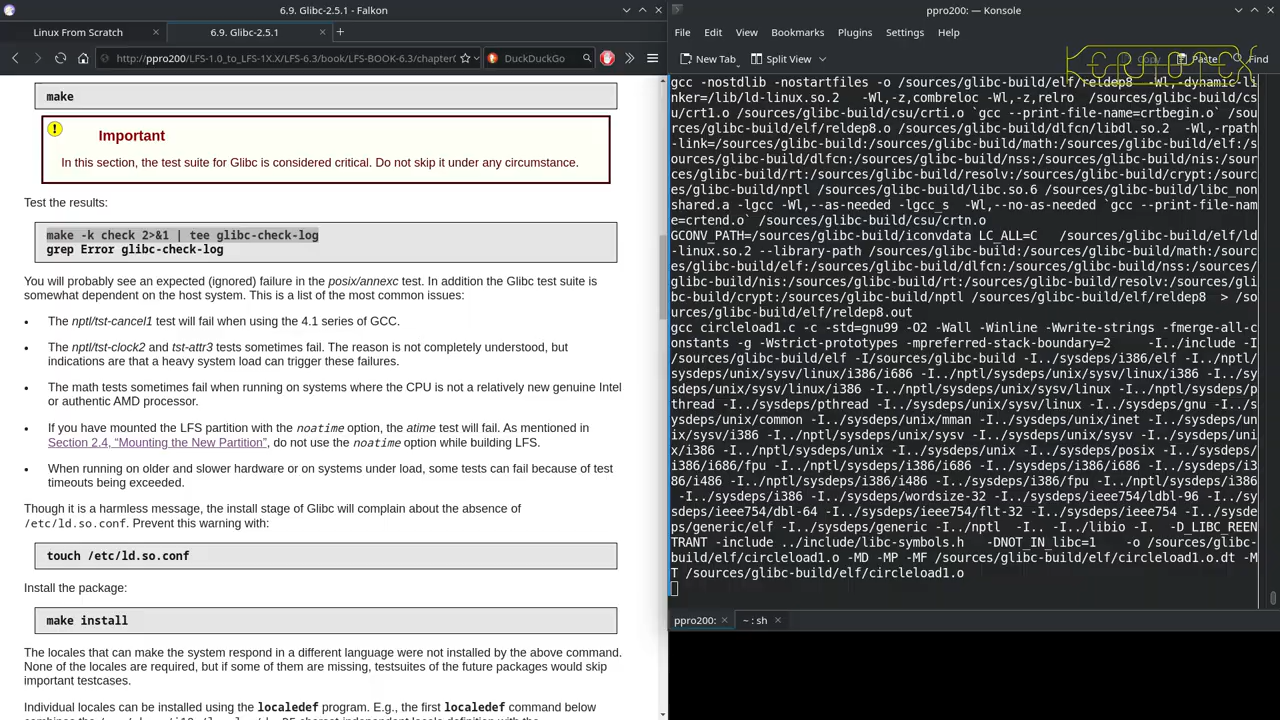 6.9. Glibc-2.5.1 - Falkon
Linux From Scratch
6.9. Glibc-2.5.1
http://ppro200/LFS-1.0_to_LFS-1X.X/LFS-6.3/book/LFS-BOOK-6.3/chapter0
DuckDuckGo
make
Important
In this section, the test suite for Glibc is considered critical. Do not skip it under any circumstance.
Test the results:
make -k check 2>&1 | tee glibc-check-log
grep Error glibc-check-log
You will probably see an expected (ignored) failure in the posix/annexc test. In addition the Glibc test suite is
somewhat dependent on the host system. This is a list of the most common issues:
• The nptl/tst-cancel1 test will fail when using the 4.1 series of GCC.
• The nptl/tst-clock2 and tst-attr3 tests sometimes fail. The reason is not completely understood, but
indications are that a heavy system load can trigger these failures.
• The math tests sometimes fail when running on systems where the CPU is not a relatively new genuine Intel
or authentic AMD processor.
• If you have mounted the LFS partition with the noatime option, the atime test will fail. As mentioned in
Section 2.4, “Mounting the New Partition”, do not use the noatime option while building LFS.
• When running on older and slower hardware or on systems under load, some tests can fail because of test
timeouts being exceeded.
Though it is a harmless message, the install stage of Glibc will complain about the absence of
/etc/ld.so.conf. Prevent this warning with:
touch /etc/ld.so.conf
Install the package:
make install
The locales that can make the system respond in a different language were not installed by the above command.
None of the locales are required, but if some of them are missing, testsuites of the future packages would skip
important testcases.
Individual locales can be installed using the localedef program. E.g., the first localedef command below
ppro200: — Konsole
File Edit View Bookmarks Plugins Settings Help
New Tab Split View Copy Paste Find
gcc -nostdlib -nostartfiles -o /sources/glibc-build/elf/reldep8 -Wl,-dynamic-li
nker=/lib/ld-linux.so.2 -Wl,-z,combreloc -Wl,-z,relro /sources/glibc-build/cs
u/crt1.o /sources/glibc-build/csu/crti.o `gcc --print-file-name=crtbegin.o` /sou
rces/glibc-build/elf/reldep8.o /sources/glibc-build/dlfcn/libdl.so.2 -Wl,-rpath
-link=/sources/glibc-build:/sources/glibc-build/math:/sources/glibc-build/elf:/s
ources/glibc-build/dlfcn:/sources/glibc-build/nss:/sources/glibc-build/nis:/sour
ces/glibc-build/rt:/sources/glibc-build/resolv:/sources/glibc-build/crypt:/sourc
es/glibc-build/nptl /sources/glibc-build/libc.so.6 /sources/glibc-build/libc_non
shared.a -lgcc -Wl,--as-needed -lgcc_s -Wl,--no-as-needed `gcc --print-file-nam
e=crtend.o` /sources/glibc-build/csu/crtn.o
GCONV_PATH=/sources/glibc-build/iconvdata LC_ALL=C /sources/glibc-build/elf/ld
-linux.so.2 --library-path /sources/glibc-build:/sources/glibc-build/math:/sourc
es/glibc-build/elf:/sources/glibc-build/dlfcn:/sources/glibc-build/nss:/sources/
glibc-build/nis:/sources/glibc-build/rt:/sources/glibc-build/resolv:/sources/gli
bc-build/crypt:/sources/glibc-build/nptl /sources/glibc-build/elf/reldep8 > /so
urces/glibc-build/elf/reldep8.out
gcc circleload1.c -c -std=gnu99 -O2 -Wall -Winline -Wwrite-strings -fmerge-all-c
onstants -g -Wstrict-prototypes -mpreferred-stack-boundary=2 -I../include -I
/sources/glibc-build/elf -I/sources/glibc-build -I../sysdeps/i386/elf -I../nptl/
sysdeps/unix/sysv/linux/i386/i686 -I../nptl/sysdeps/unix/sysv/linux/i386 -I../ny
sdeps/unix/sysv/linux/i386 -I../nptl/sysdeps/unix/sysv/linux -I../nptl/sysdeps/p
thread -I../sysdeps/pthread -I../sysdeps/unix/sysv/linux -I../sysdeps/gnu -I../s
ysdeps/unix/common -I../sysdeps/unix/mman -I../sysdeps/unix/inet -I../sysdeps/un
ix/sysv/i386 -I../nptl/sysdeps/unix/sysv -I../sysdeps/unix/sysv -I../sysdeps/uni
x/i386 -I../nptl/sysdeps/unix -I../sysdeps/unix -I../sysdeps/posix -I../sysdeps/
i386/i686/fpu -I../nptl/sysdeps/i386/i686 -I../sysdeps/i386/i686 -I../sysdeps/i3
86/i486 -I../nptl/sysdeps/i386/i486 -I../sysdeps/i386/fpu -I../nptl/sysdeps/i386
-I../sysdeps/i386 -I../sysdeps/wordsize-32 -I../sysdeps/ieee754/ldbl-96 -I../sy
sdeps/ieee754/dbl-64 -I../sysdeps/ieee754/flt-32 -I../sysdeps/ieee754 -I../sysde
ps/generic/elf -I../sysdeps/generic -I../nptl -I.. -I../libio -I. -D_LIBC_REEN
TRANT -include ../include/libc-symbols.h -DNOT_IN_libc=1 -o /sources/glibc-
build/elf/circleload1.o -MD -MP -MF /sources/glibc-build/elf/circleload1.o.dt -M
T /sources/glibc-build/elf/circleload1.o
ppro200:
~ : sh